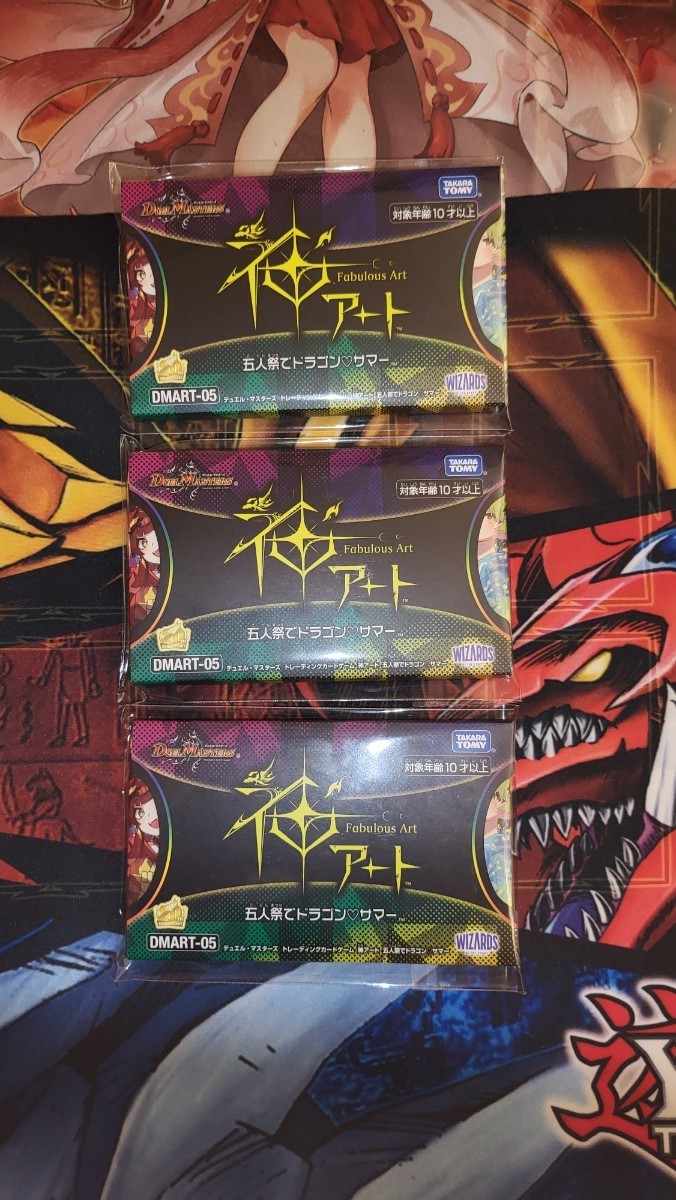 DUEL MASTERS
TAKARA TOMY
対象年齢10才以上
神アート
Fabulous Art
五人祭でドラゴン♡サマー
DMART-05
デュエル・マスターズ トレーディングカードゲーム 神アート 五人祭でドラゴン サマー
WIZARDS
DUEL MASTERS
TAKARA TOMY
対象年齢10才以上
神アート
Fabulous Art
五人祭でドラゴン♡サマー
DMART-05
デュエル・マスターズ トレーディングカードゲーム 神アート 五人祭でドラゴン サマー
WIZARDS
DUEL MASTERS
TAKARA TOMY
対象年齢10才以上
神アート
Fabulous Art
五人祭でドラゴン♡サマー
DMART-05
デュエル・マスターズ トレーディングカードゲーム 神アート 五人祭でドラゴン サマー
WIZARDS